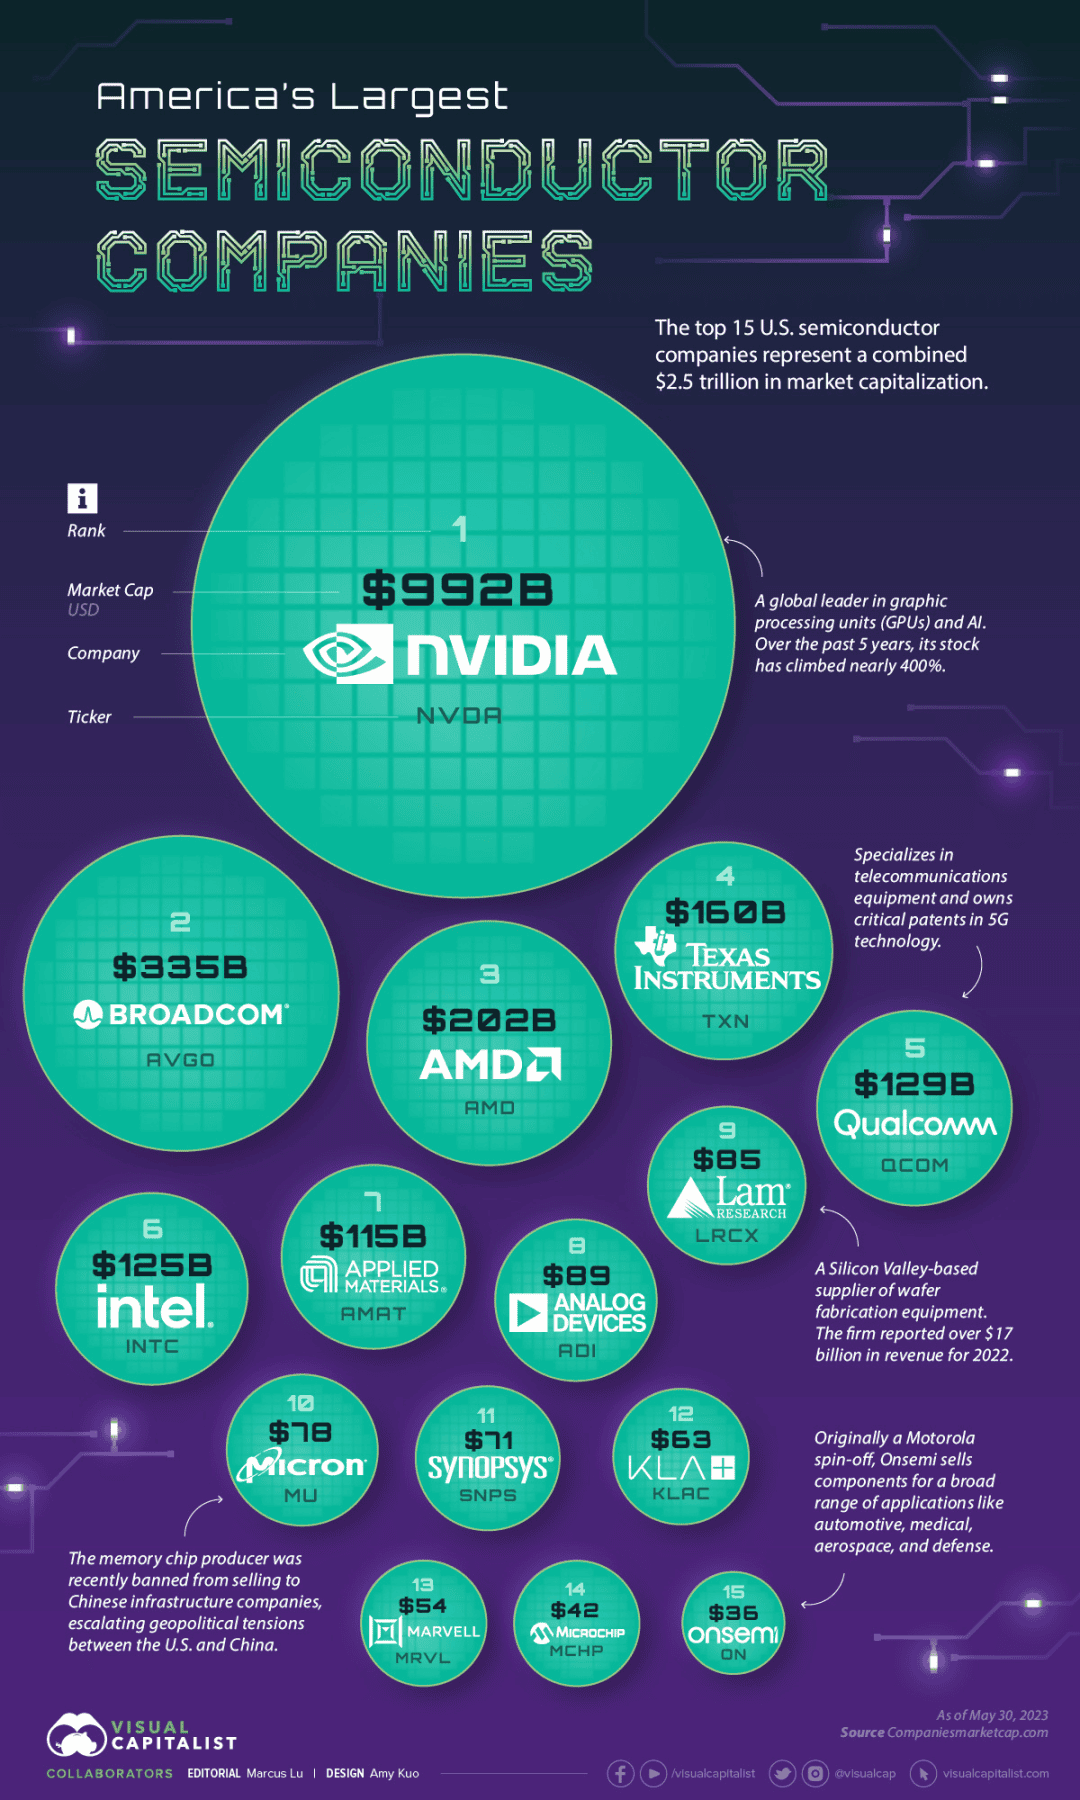 America's Largest
SEMICONDUCTOR
COMPANIES
The top 15 U.S. semiconductor
companies represent a combined
$2.5 trillion in market capitalization.
i
Rank
Market Cap
USD
Company
Ticker
1
$992B
NVIDIA
NVDA
A global leader in graphic
processing units (GPUs) and AI.
Over the past 5 years, its stock
has climbed nearly 400%.
2
$335B
BROADCOM®
AVGO
3
$202B
AMD
AMD
4
$160B
TEXAS
INSTRUMENTS
TXN
Specializes in
telecommunications
equipment and owns
critical patents in 5G
technology.
5
$129B
Qualcomm
QCOM
6
$125B
intel.
INTC
7
$115B
APPLIED
MATERIALS®
AMAT
8
$89
ANALOG
DEVICES
ADI
9
$85
Lam®
RESEARCH
LRCX
A Silicon Valley-based
supplier of wafer
fabrication equipment.
The firm reported over $17
billion in revenue for 2022.
10
$78
Micron®
MU
11
$71
SYNOPSYS®
SNPS
12
$63
KLA
KLAC
Originally a Motorola
spin-off, Onsemi sells
components for a broad
range of applications like
automotive, medical,
aerospace, and defense.
The memory chip producer was
recently banned from selling to
Chinese infrastructure companies,
escalating geopolitical tensions
between the U.S. and China.
13
$54
MARVELL
MRVL
14
$42
MICROCHIP
MCHP
15
$36
onsemi
ON
VISUAL
CAPITALIST
As of May 30, 2023
Source Companiesmarketcap.com
COLLABORATORS EDITORIAL Marcus Lu | DESIGN Amy Kuo
/visualcapitalist @visualcap visualcapitalist.com